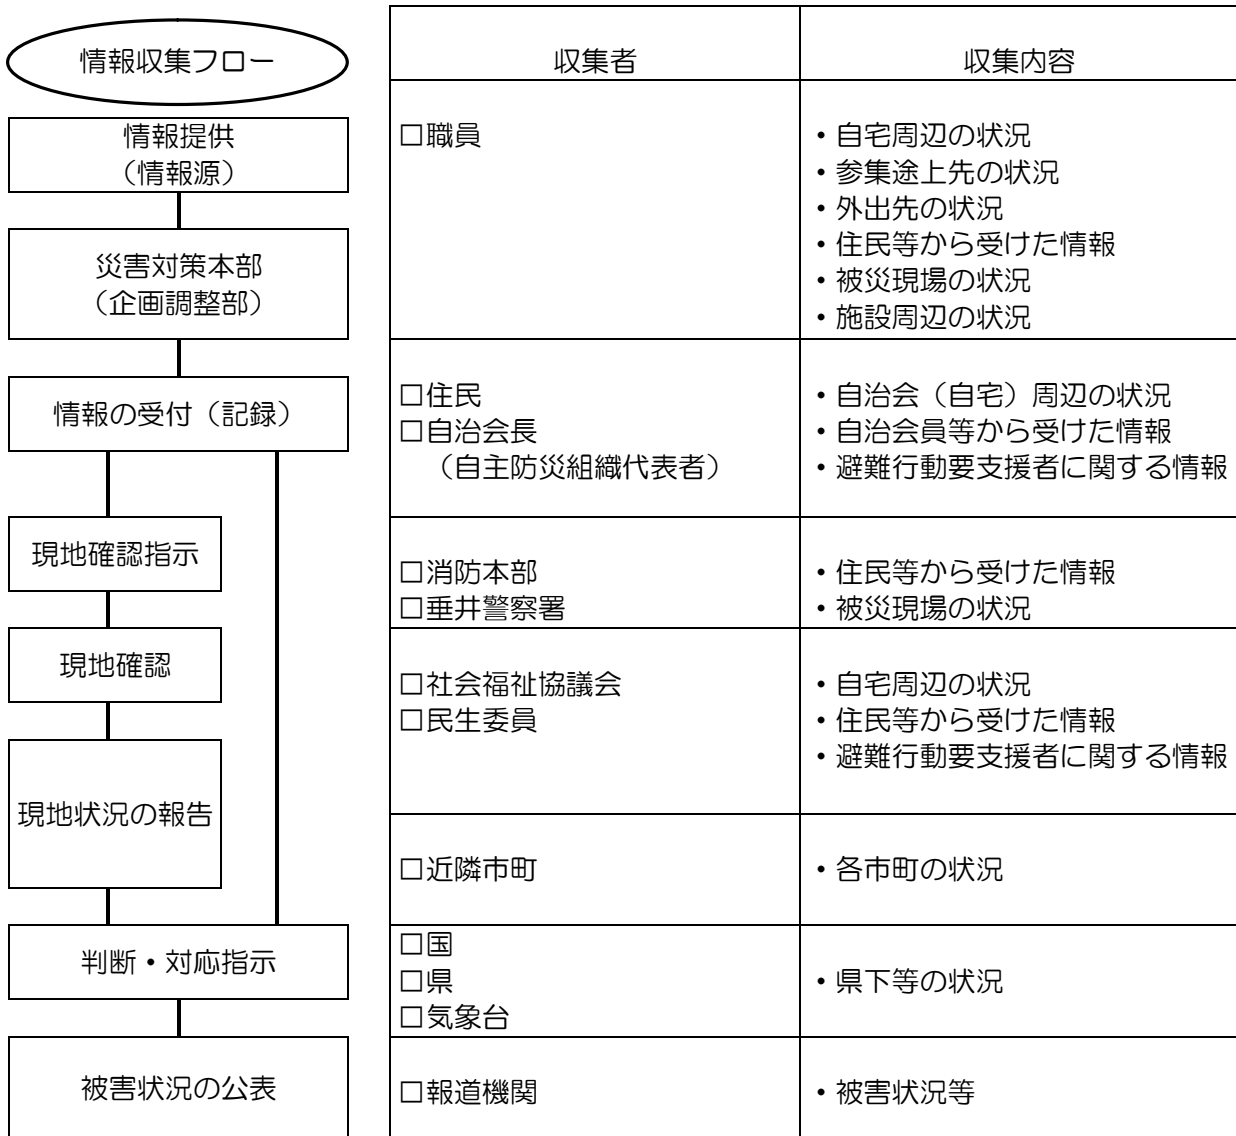 情報収集フロー
情報提供
（情報源）
災害対策本部
（企画調整部）
情報の受付（記録）
現地確認指示
現地確認
現地状況の報告
判断・対応指示
被害状況の公表
収集者 収集内容
□職員 ・自宅周辺の状況
・参集途上先の状況
・外出先の状況
・住民等から受けた情報
・被災現場の状況
・施設周辺の状況
□住民 ・自治会（自宅）周辺の状況
□自治会長 ・自治会員等から受けた情報
（自主防災組織代表者） ・避難行動要支援者に関する情報
□消防本部 ・住民等から受けた情報
□垂井警察署 ・被災現場の状況
□社会福祉協議会 ・自宅周辺の状況
□民生委員 ・住民等から受けた情報
・避難行動要支援者に関する情報
□近隣市町 ・各市町の状況
□国
□県 ・県下等の状況
□気象台
□報道機関 ・被害状況等